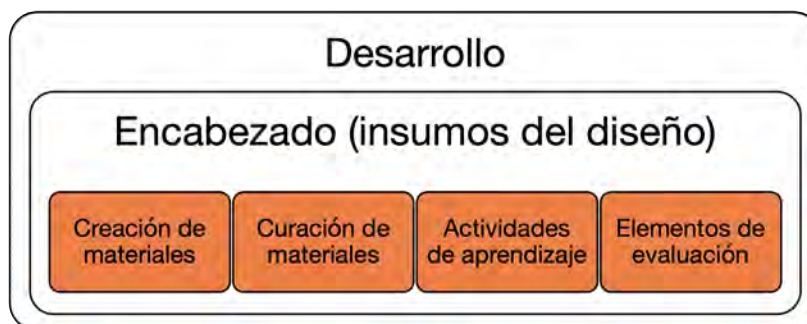 Desarrollo
Encabezado (insumos del diseño)
Creación de
materiales
Curación de
materiales
Actividades
de aprendizaje
Elementos de
evaluación